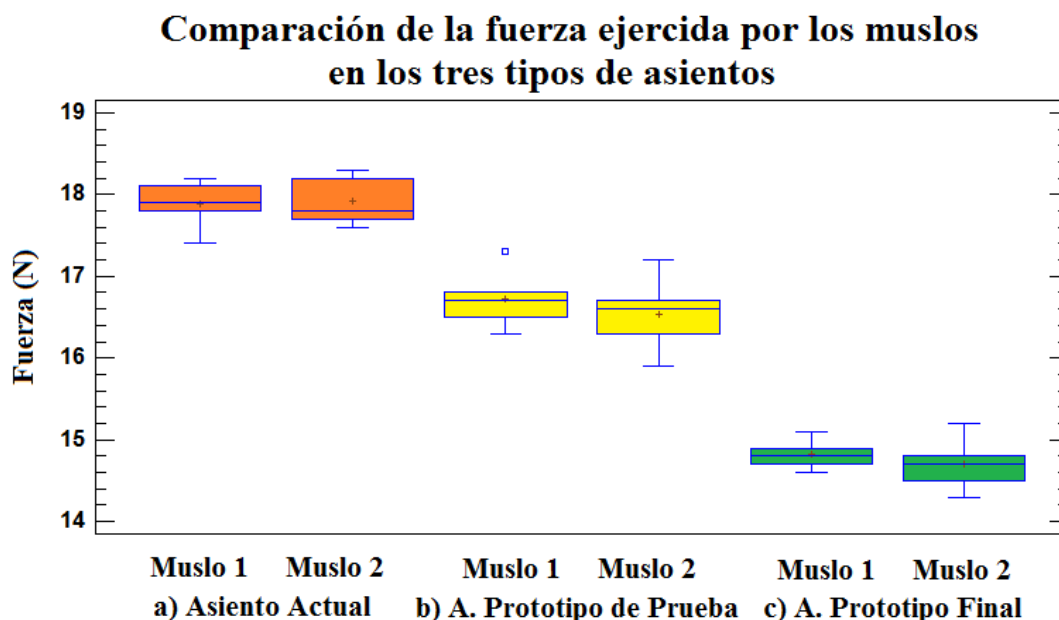 Comparación de la fuerza ejercida por los muslos
en los tres tipos de asientos
Fuerza (N)
19
18
17
16
15
14
Muslo 1 Muslo 2 Muslo 1 Muslo 2 Muslo 1 Muslo 2
a) Asiento Actual b) A. Prototipo de Prueba c) A. Prototipo Final